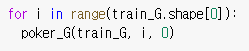 for i in range(train_G.shape[0]):
  poker_G(train_G, i, 0)